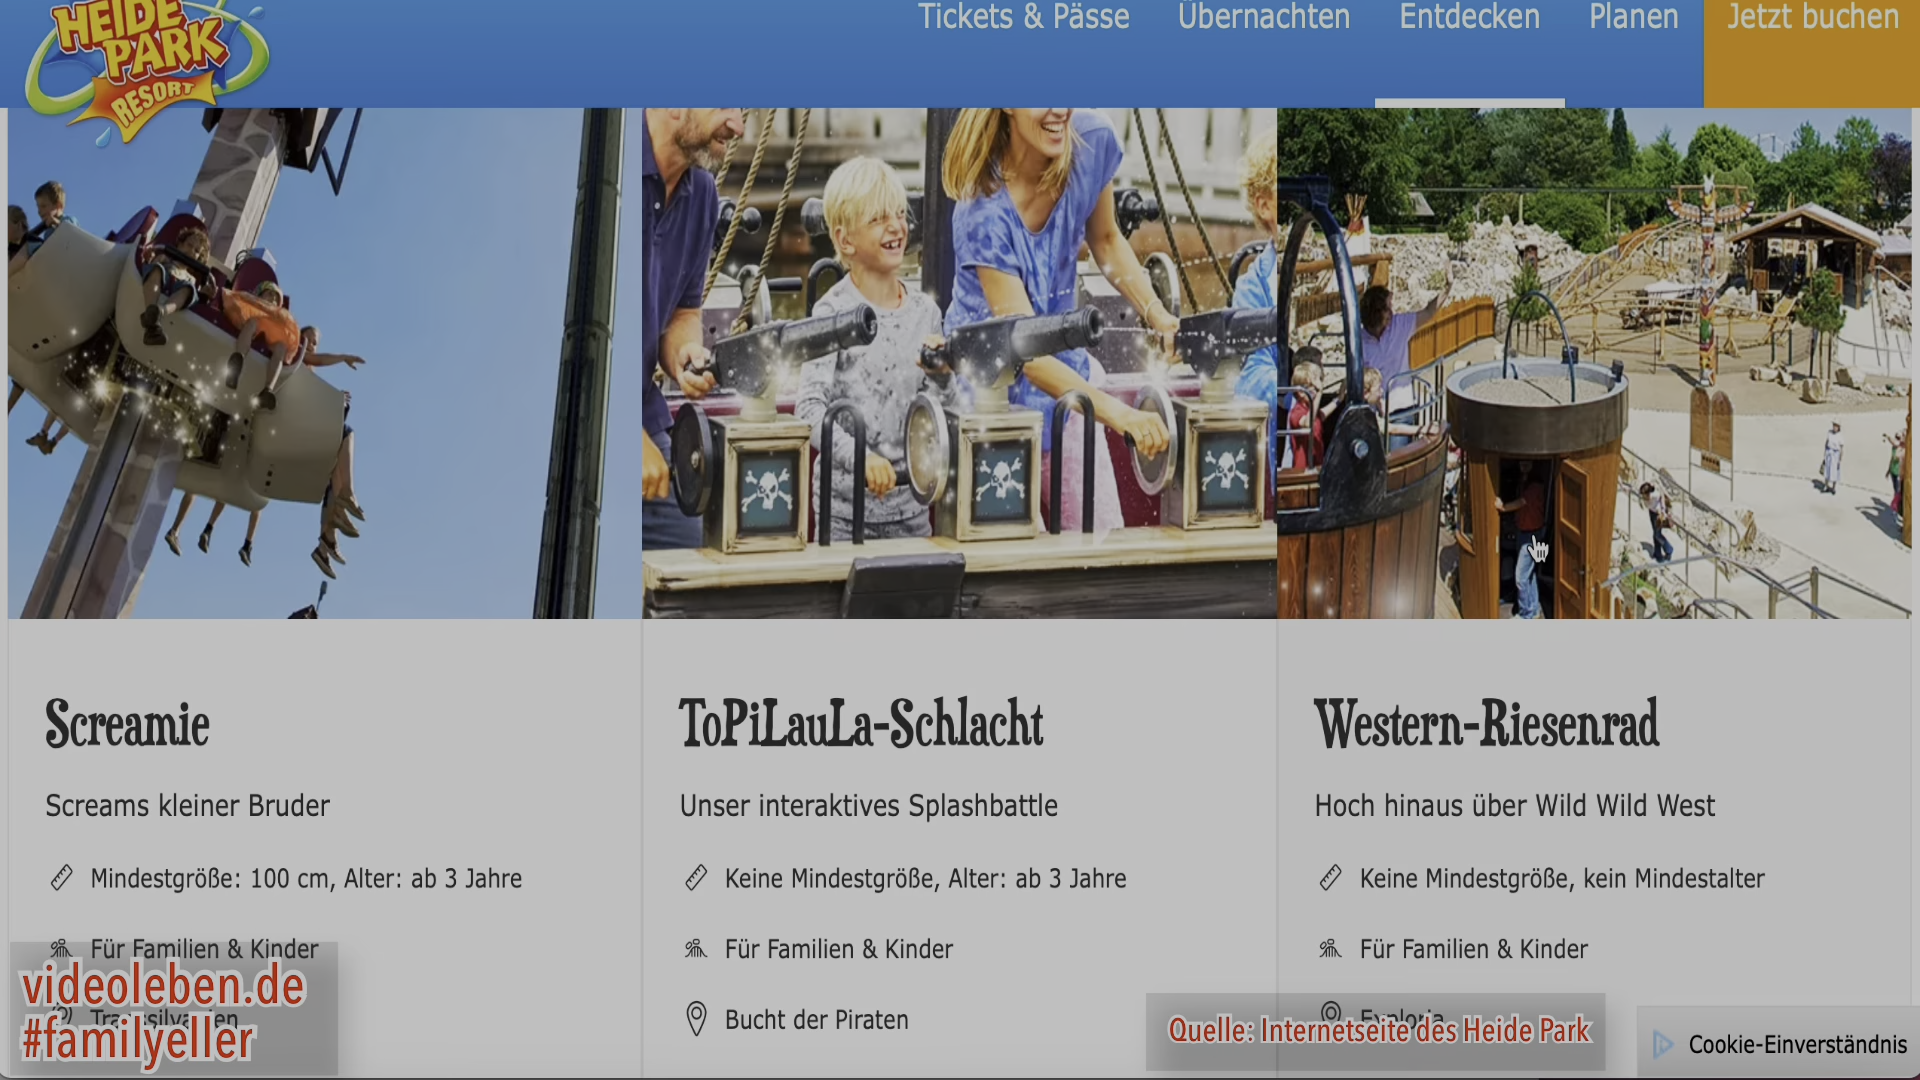 HEIDE
PARK
RESORT
Tickets & Pässe
Übernachten
Entdecken
Planen
Jetzt buchen
Screamie
Screams kleiner Bruder
Mindestgröße: 100 cm, Alter: ab 3 Jahre
Für Familien & Kinder
Transsilvanien
ToPiLauLa-Schlacht
Unser interaktives Splashbattle
Keine Mindestgröße, Alter: ab 3 Jahre
Für Familien & Kinder
Bucht der Piraten
Western-Riesenrad
Hoch hinaus über Wild Wild West
Keine Mindestgröße, kein Mindestalter
Für Familien & Kinder
Exploria
videoleben.de
#familyeller
Quelle: Internetseite des Heide Park
Cookie-Einverständnis